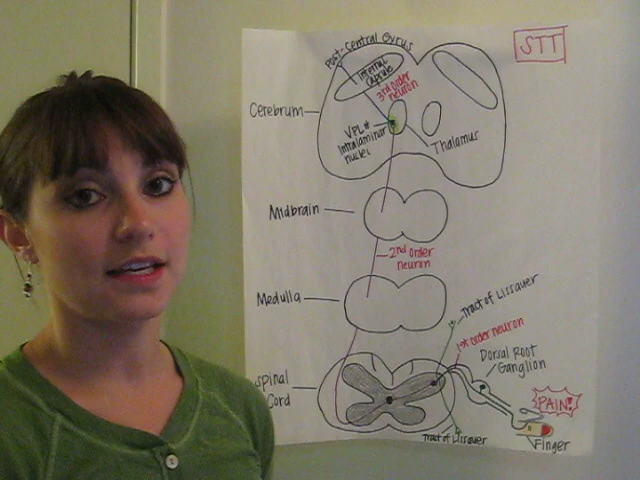 STT
Post-Central Gyrus
Internal
Capsule
3rd order
neuron
Cerebrum
VPL &
Intralaminar
nuclei
Thalamus
Midbrain
2nd order
neuron
Medulla
Tract of Lissauer
1st order neuron
Dorsal Root
Ganglion
Spinal
Cord
PAIN!
Tract of Lissauer
Finger